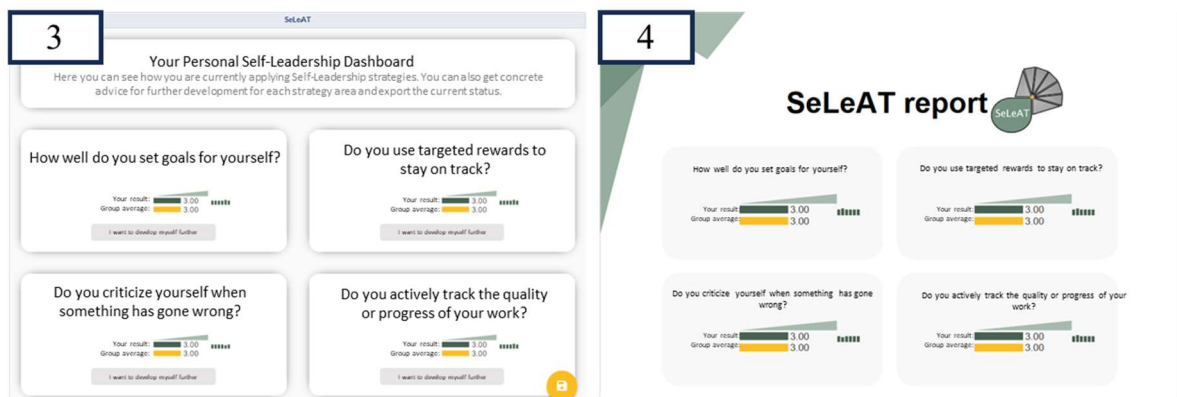 3
SeLeAT
Your Personal Self-Leadership Dashboard
Here you can see how you are currently applying Self-Leadership strategies. You can also get concrete
advice for further development for each strategy area and export the current status.
How well do you set goals for yourself?
Your result: 3.00
Group average: 3.00
I want to develop myself further
Do you use targeted rewards to
stay on track?
Your result: 3.00
Group average: 3.00
I want to develop myself further
Do you criticize yourself when
something has gone wrong?
Your result: 3.00
Group average: 3.00
I want to develop myself further
Do you actively track the quality
or progress of your work?
Your result: 3.00
Group average: 3.00
I want to develop myself further
4
SeLeAT report
SeLeAT
How well do you set goals for yourself?
Your result: 3.00
Group average: 3.00
Do you use targeted rewards to stay on track?
Your result: 3.00
Group average: 3.00
Do you criticize yourself when something has gone
wrong?
Your result: 3.00
Group average: 3.00
Do you actively track the quality or progress of your
work?
Your result: 3.00
Group average: 3.00